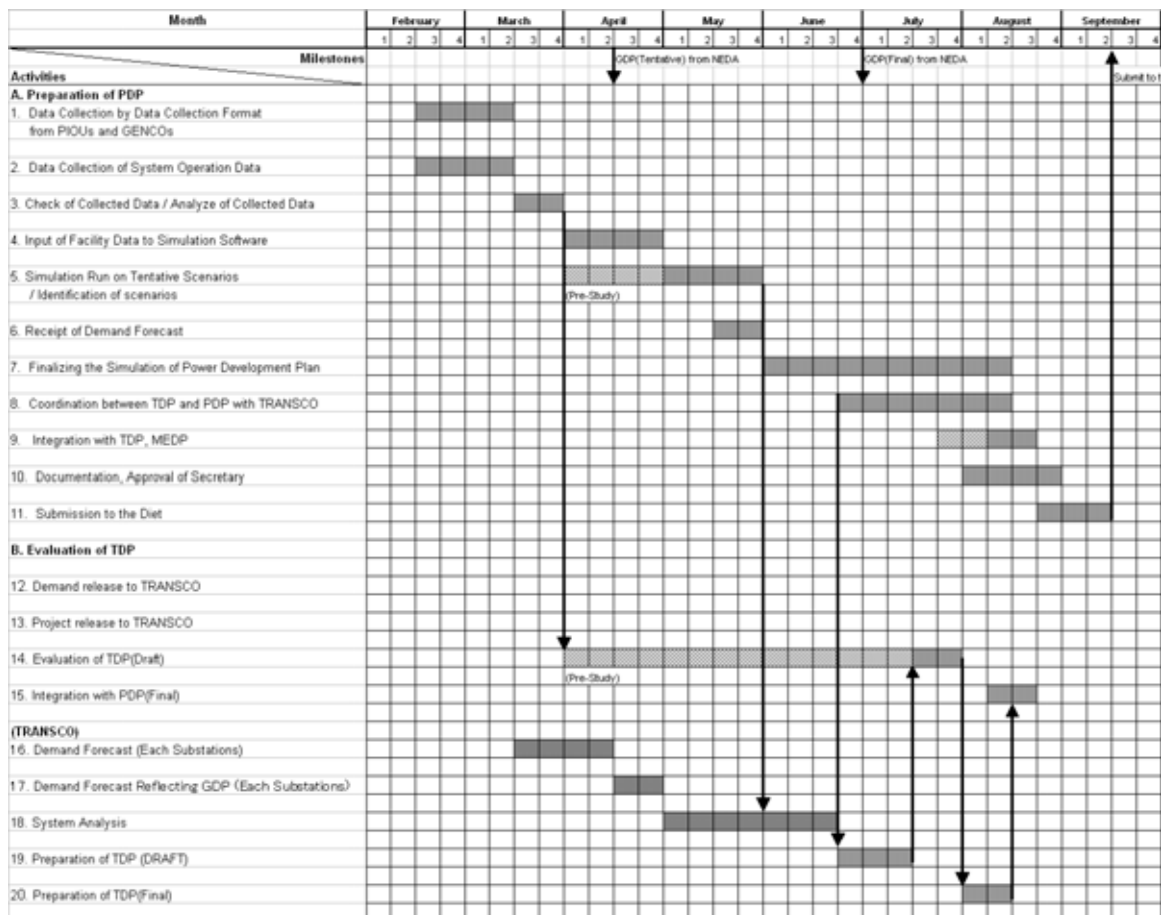 Month February March April May June July August September
1 2 3 4 1 2 3 4 1 2 3 4 1 2 3 4 1 2 3 4 1 2 3 4 1 2 3 4 1 2 3 4
Milestones GDP(Tentative) from NEDA GDP(Final) from NEDA
Activities Submit to t
A. Preparation of PDP
1. Data Collection by Data Collection Format
from PIOUs and GENCOs
2. Data Collection of System Operation Data
3. Check of Collected Data / Analyze of Collected Data
4. Input of Facility Data to Simulation Software
5. Simulation Run on Tentative Scenarios
/ Identification of scenarios (Pre-Study)
6. Receipt of Demand Forecast
7. Finalizing the Simulation of Power Development Plan
8. Coordination between TDP and PDP with TRANSCO
9. Integration with TDP, MEDP
10. Documentation, Approval of Secretary
11. Submission to the Diet
B. Evaluation of TDP
12. Demand release to TRANSCO
13. Project release to TRANSCO
14. Evaluation of TDP(Draft)
(Pre-Study)
15. Integration with PDP(Final)
(TRANSCO)
16. Demand Forecast (Each Substations)
17. Demand Forecast Reflecting GDP (Each Substations)
18. System Analysis
19. Preparation of TDP (DRAFT)
20. Preparation of TDP(Final)